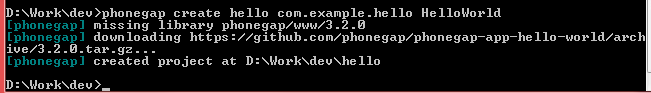 D:\Work\dev>phonegap create hello com.example.hello HelloWorld
[phonegap] missing library phonegap/www/3.2.0
[phonegap] downloading https://github.com/phonegap/phonegap-app-hello-world/arch
ive/3.2.0.tar.gz...
[phonegap] created project at D:\Work\dev\hello
D:\Work\dev>_